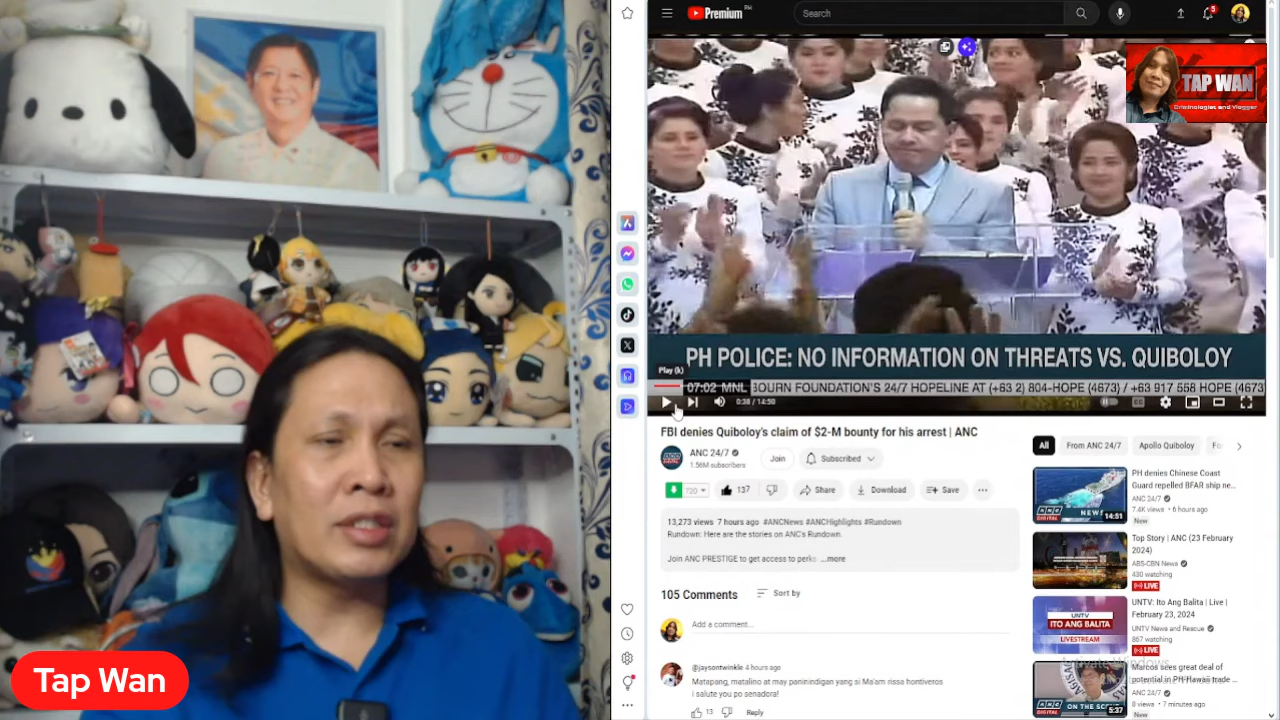 Premium PH
Search
5
TAP WAN
Criminologist and Vlogger
PH POLICE: NO INFORMATION ON THREATS VS. QUIBOLOY
Play (k)
07:02 MNL SOURN FOUNDATION'S 24/7 HOPELINE AT (+63 2) 804-HOPE (4673) / +63 917 558 HOPE (4673
0:38 / 14:50
FBI denies Quiboloy's claim of $2-M bounty for his arrest | ANC
ANC 24/7
1.56M subscribers
Join
Subscribed
720
137
Share
Download
Save
13,273 views 7 hours ago #ANCNews #ANCHighlights #Rundown
Rundown: Here are the stories on ANC's Rundown.
Join ANC PRESTIGE to get access to perks ...more
105 Comments
Sort by
Add a comment...
@jaysontwinkle 4 hours ago
Matapang, matalino at may paninindigan yang si Ma'am rissa hontiveros
i salute you po senadora!
13
Reply
All
From ANC 24/7
Apollo Quiboloy
Fo
PH denies Chinese Coast
Guard repelled BFAR ship ne...
ANC 24/7
7.4K views • 6 hours ago
New
14:51
Top Story | ANC (23 February
2024)
ABS-CBN News
430 watching
LIVE
UNTV: Ito Ang Balita | Live |
February 23, 2024
UNTV News and Rescue
867 watching
LIVE
UNTV
ITO ANG BALITA
LIVESTREAM
Activate Windows
Marcos sees great deal of
potential in PH-Hawaii trade ...
ANC 24/7
8 views • 7 minutes ago
New
ON THE SCENE
5:37
Tap Wan